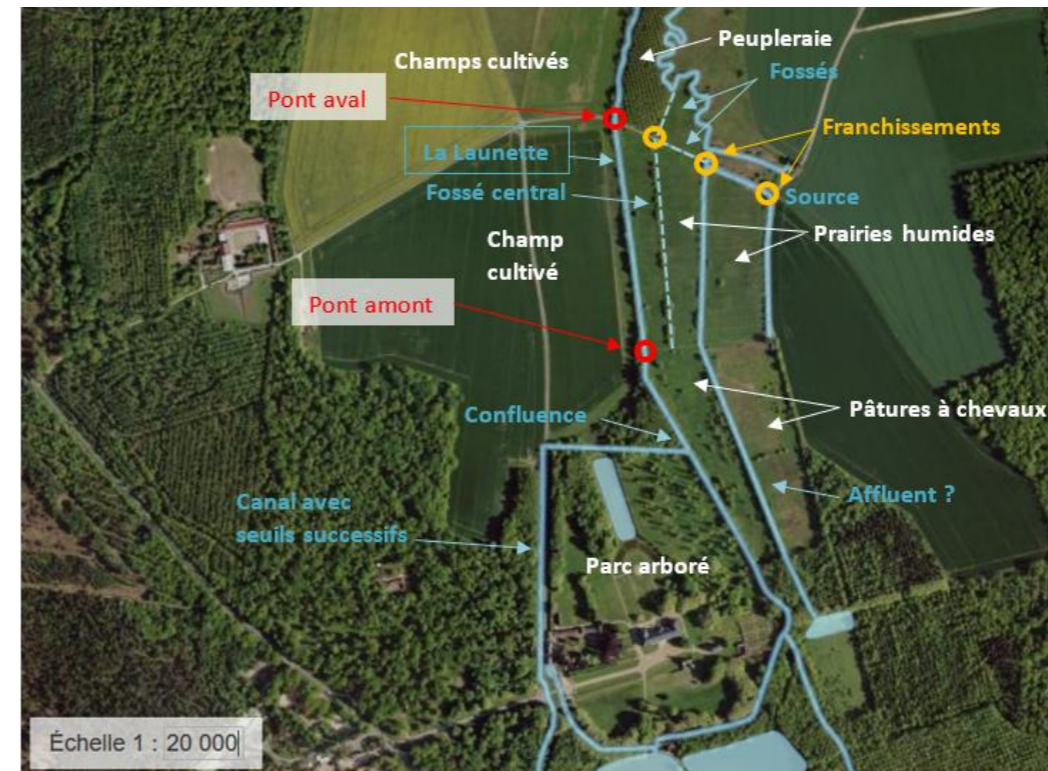 Peupleraie
Champs cultivés
Fossés
Pont aval
Franchissements
La Launette
Fossé central
Source
Prairies humides
Champ
cultivé
Pont amont
Confluence
Pâtures à chevaux
Affluent ?
Canal avec
seuils successifs
Parc arboré
Échelle 1 : 20 000